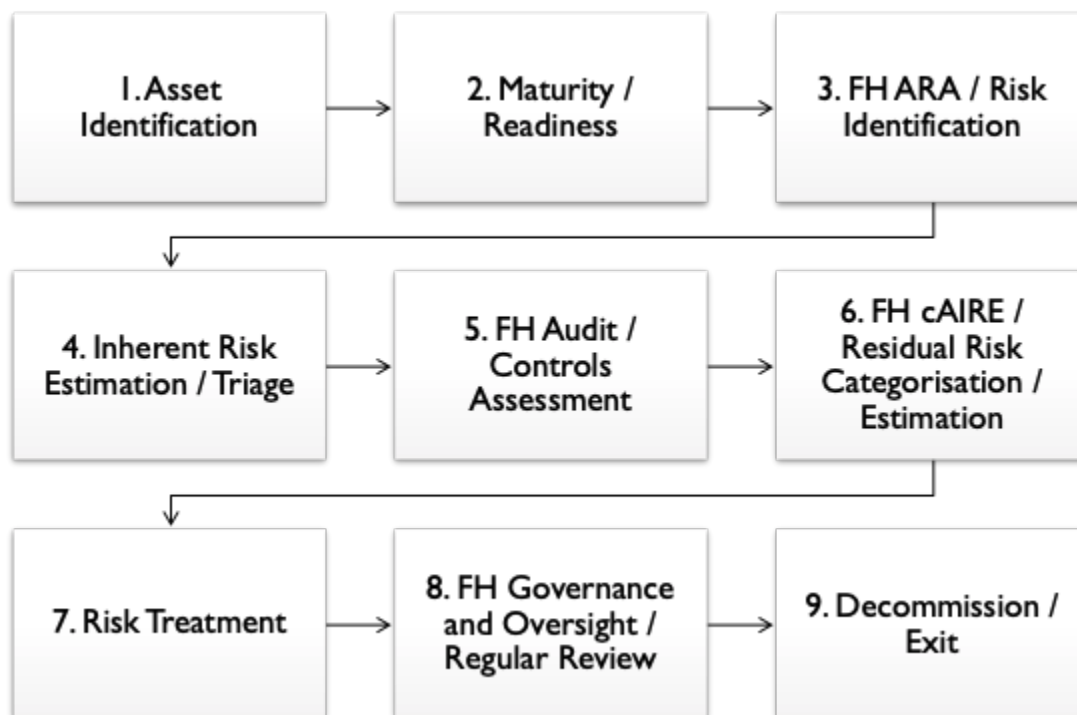 1. Asset
Identification
2. Maturity /
Readiness
3. FH ARA / Risk
Identification
4. Inherent Risk
Estimation / Triage
5. FH Audit /
Controls
Assessment
6. FH cAIRE /
Residual Risk
Categorisation /
Estimation
7. Risk Treatment
8. FH Governance
and Oversight /
Regular Review
9. Decommission /
Exit